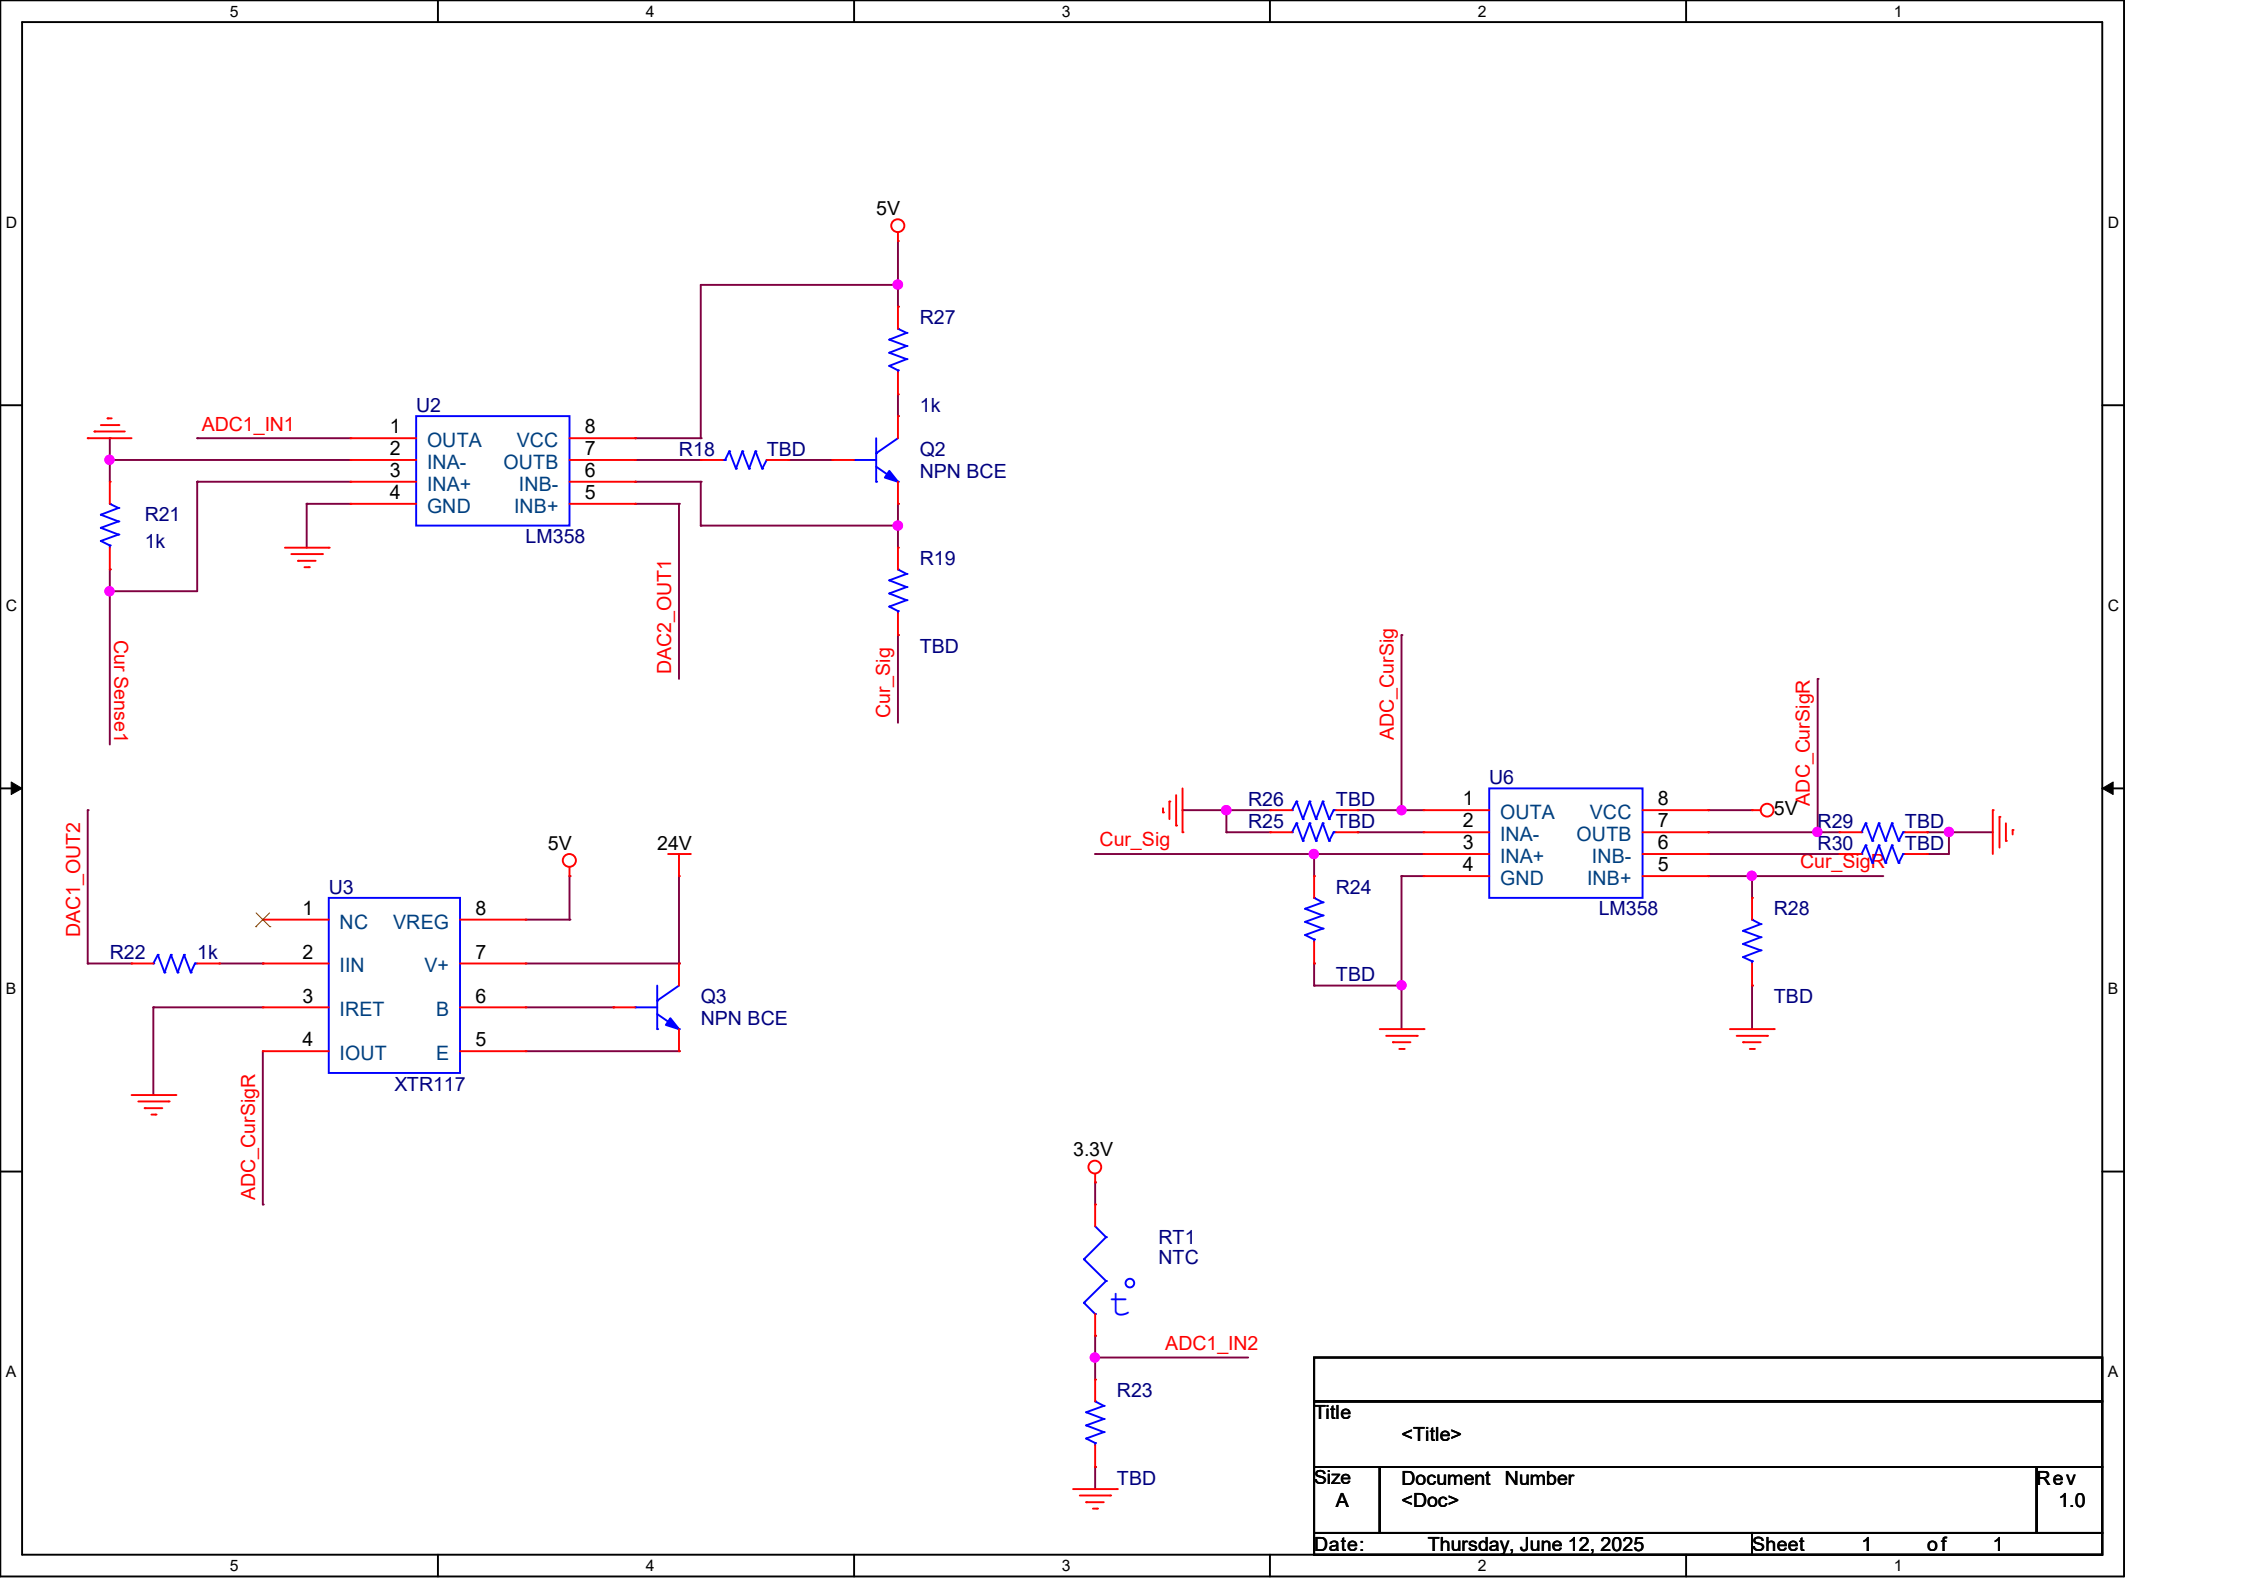 5 4 3 2 1
D D
5V
R27
1k
U2
ADC1_IN1
1 OUTA VCC 8
2 INA- OUTB 7
3 INA+ INB- 6
4 GND INB+ 5
LM358
R18 TBD
Q2
NPN BCE
R21
1k
R19
TBD
C C
Cur Sense1
DAC2_OUT1
Cur_Sig
ADC_CurSig
ADC_CurSigR
U6
R26 TBD
R25 TBD
Cur_Sig
1 OUTA VCC 8
2 INA- OUTB 7
3 INA+ INB- 6
4 GND INB+ 5
LM358
5V
R29 TBD
R30 TBD
Cur_SigR
R24
TBD
R28
TBD
DAC1_OUT2
5V
24V
U3
1 NC VREG 8
2 IIN V+ 7
3 IRET B 6
4 IOUT E 5
XTR117
R22 1k
Q3
NPN BCE
B B
ADC_CurSigR
3.3V
RT1
NTC
t°
ADC1_IN2
R23
TBD
A A
Title
<Title>
Size
A
Document Number
<Doc>
Rev
1.0
Date: Thursday, June 12, 2025 Sheet 1 of 1
5 4 3 2 1